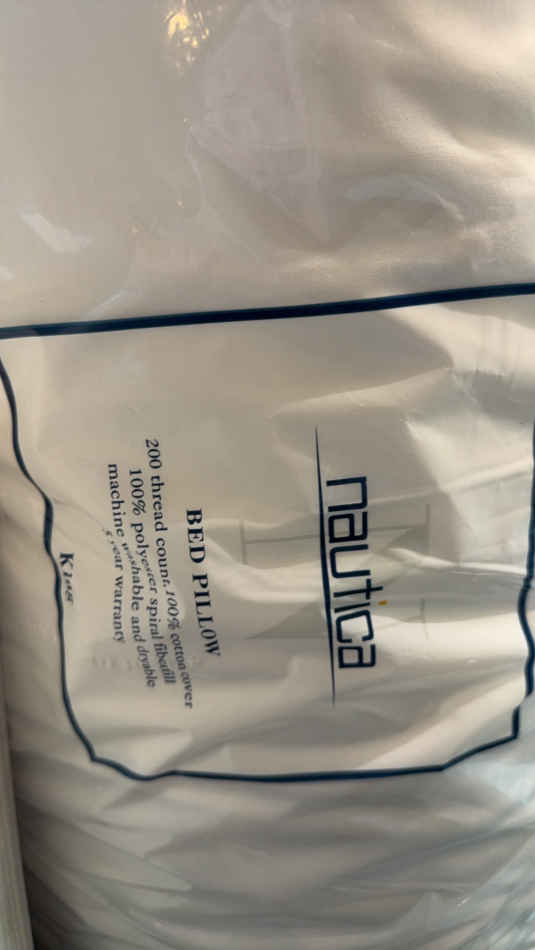 nautica
BED PILLOW
200 thread count, 100% cotton cover
100% polyester spiral fiberfill
machine washable and dryable
year warranty